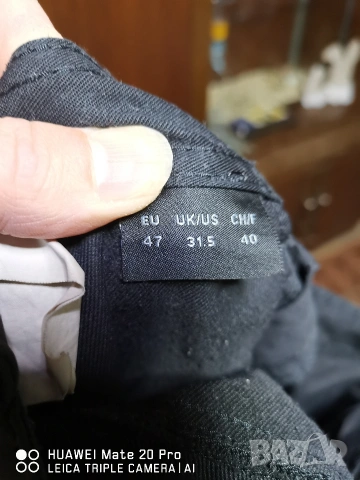 EU UK/US CH/F
47 31.5 40
HUAWEI Mate 20 Pro
LEICA TRIPLE CAMERA | AI
BAZAR